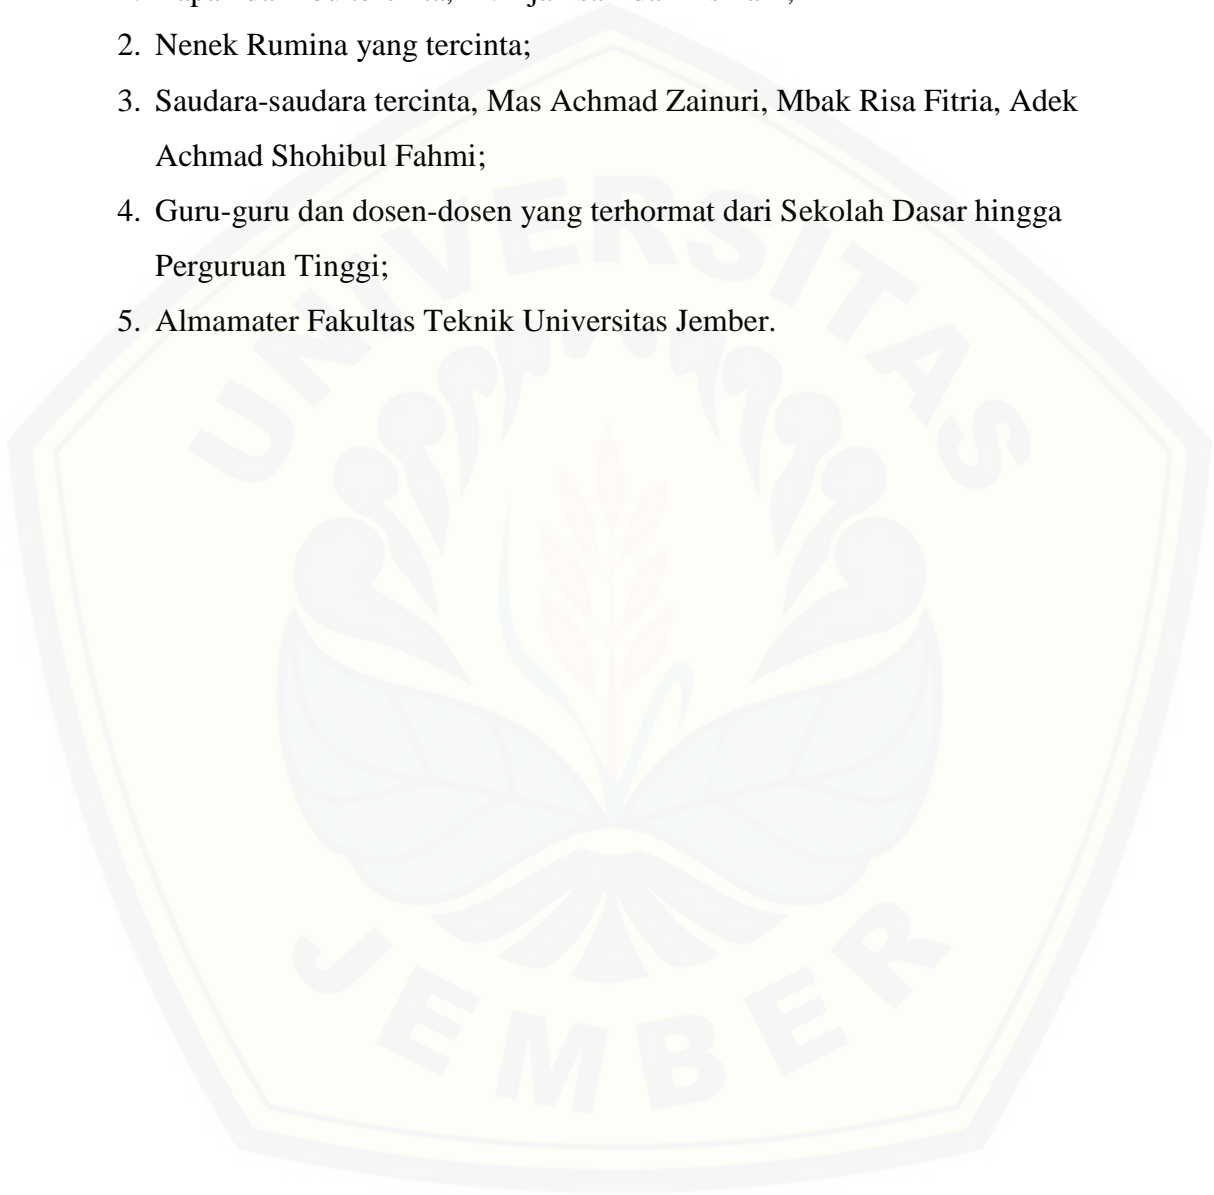 2. Nenek Rumina yang tercinta;
3. Saudara-saudara tercinta, Mas Achmad Zainuri, Mbak Risa Fitria, Adek
Achmad Shohibul Fahmi;
4. Guru-guru dan dosen-dosen yang terhormat dari Sekolah Dasar hingga
Perguruan Tinggi;
5. Almamater Fakultas Teknik Universitas Jember.
UNIVERSITAS
JEMBER